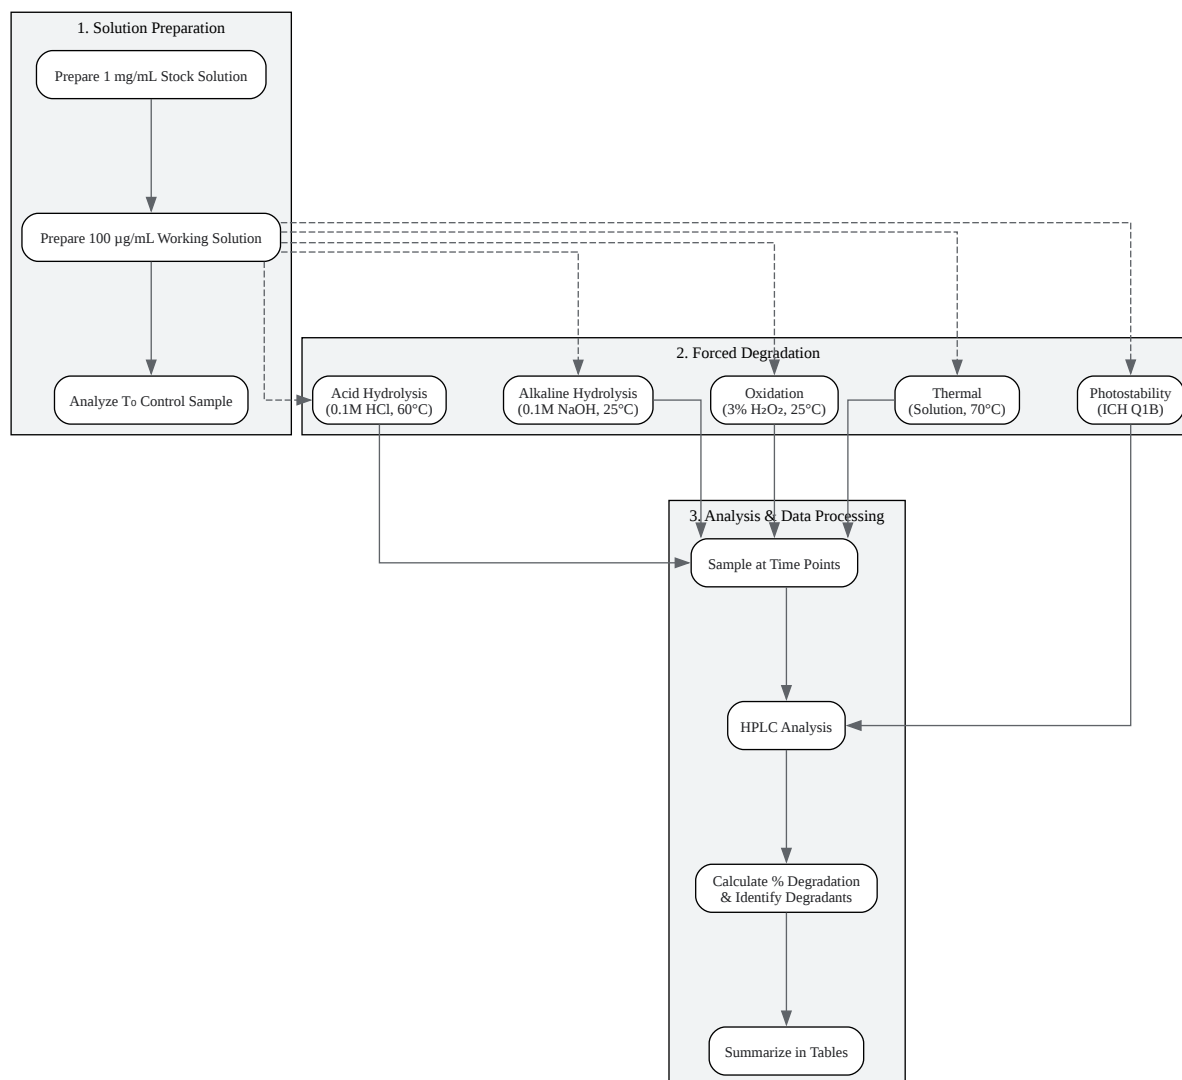 1. Solution Preparation
Prepare 1 mg/mL Stock Solution
Prepare 100 µg/mL Working Solution
Analyze T₀ Control Sample
2. Forced Degradation
Acid Hydrolysis
(0.1M HCl, 60°C)
Alkaline Hydrolysis
(0.1M NaOH, 25°C)
Oxidation
(3% H₂O₂, 25°C)
Thermal
(Solution, 70°C)
Photostability
(ICH Q1B)
3. Analysis & Data Processing
Sample at Time Points
HPLC Analysis
Calculate % Degradation
& Identify Degradants
Summarize in Tables